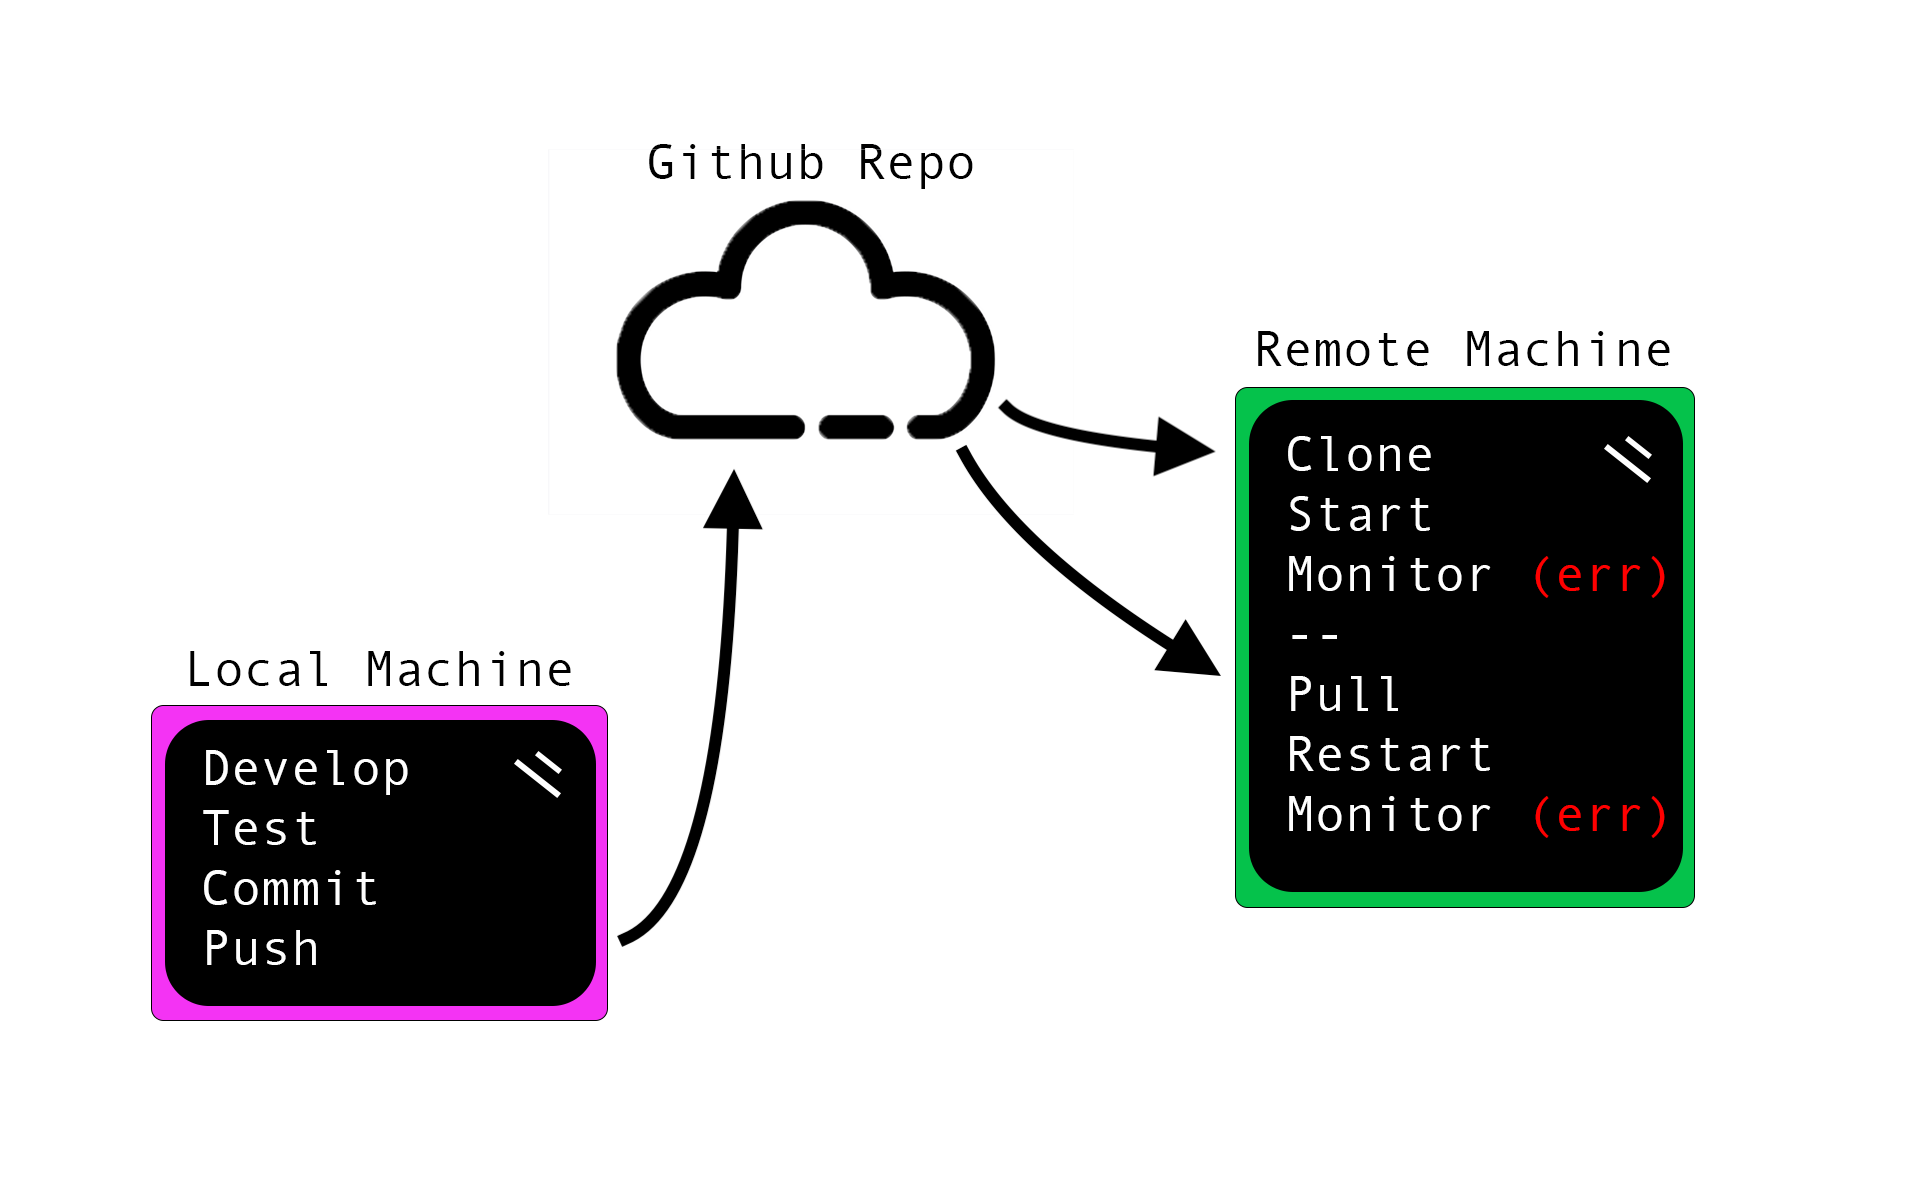 Github Repo
Remote Machine
Clone
Start
Monitor (err)
--
Pull
Restart
Monitor (err)
Local Machine
Develop
Test
Commit
Push